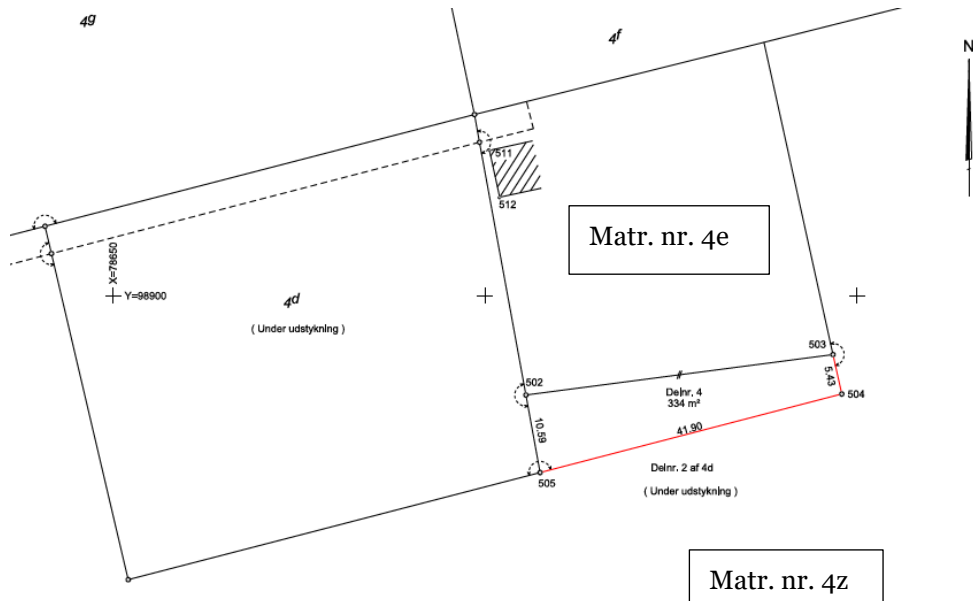 4g
4f
N
511
512
Matr. nr. 4e
X=78650
Y=98900
4d
( Under udstykning )
503
5.43
502
Delnr. 4
334 m²
504
10.59
41.90
505
Delnr. 2 af 4d
( Under udstykning )
Matr. nr. 4z